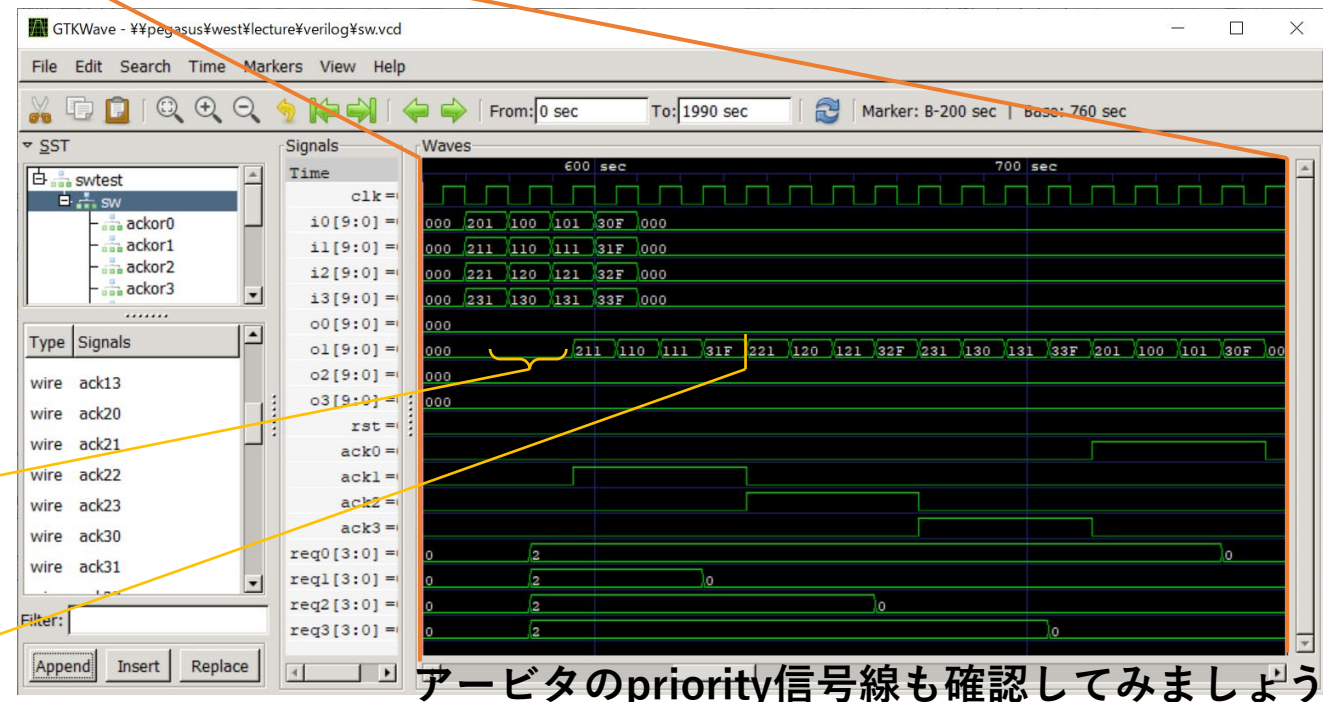 GTKWave - ¥¥pegasus¥west¥lecture¥verilog¥sw.vcd
File Edit Search Time Markers View Help
From: 0 sec To: 1990 sec Marker: B-200 sec | Base: 760 sec
SST
swtest
sw
ackor0
ackor1
ackor2
ackor3
Type Signals
wire ack13
wire ack20
wire ack21
wire ack22
wire ack23
wire ack30
wire ack31
Filter:
Append Insert Replace
Signals
Time
clk=
i0[9:0] =
i1[9:0] =
i2[9:0] =
i3[9:0] =
o0[9:0] =
o1[9:0] =
o2[9:0] =
o3[9:0] =
rst=
ack0=
ack1=
ack2=
ack3=
req0[3:0] =
req1[3:0] =
req2[3:0] =
req3[3:0] =
Waves
600 sec 700 sec
000 201 100 101 30F 000
000 211 110 111 31F 000
000 221 120 121 32F 000
000 231 130 131 33F 000
000
000 211 110 111 31F 221 120 121 32F 231 130 131 33F 201 100 101 30F 00
000
000
0 2 0
0 2 0
0 2 0
0 2 0
アービタのpriority信号線も確認してみましょう